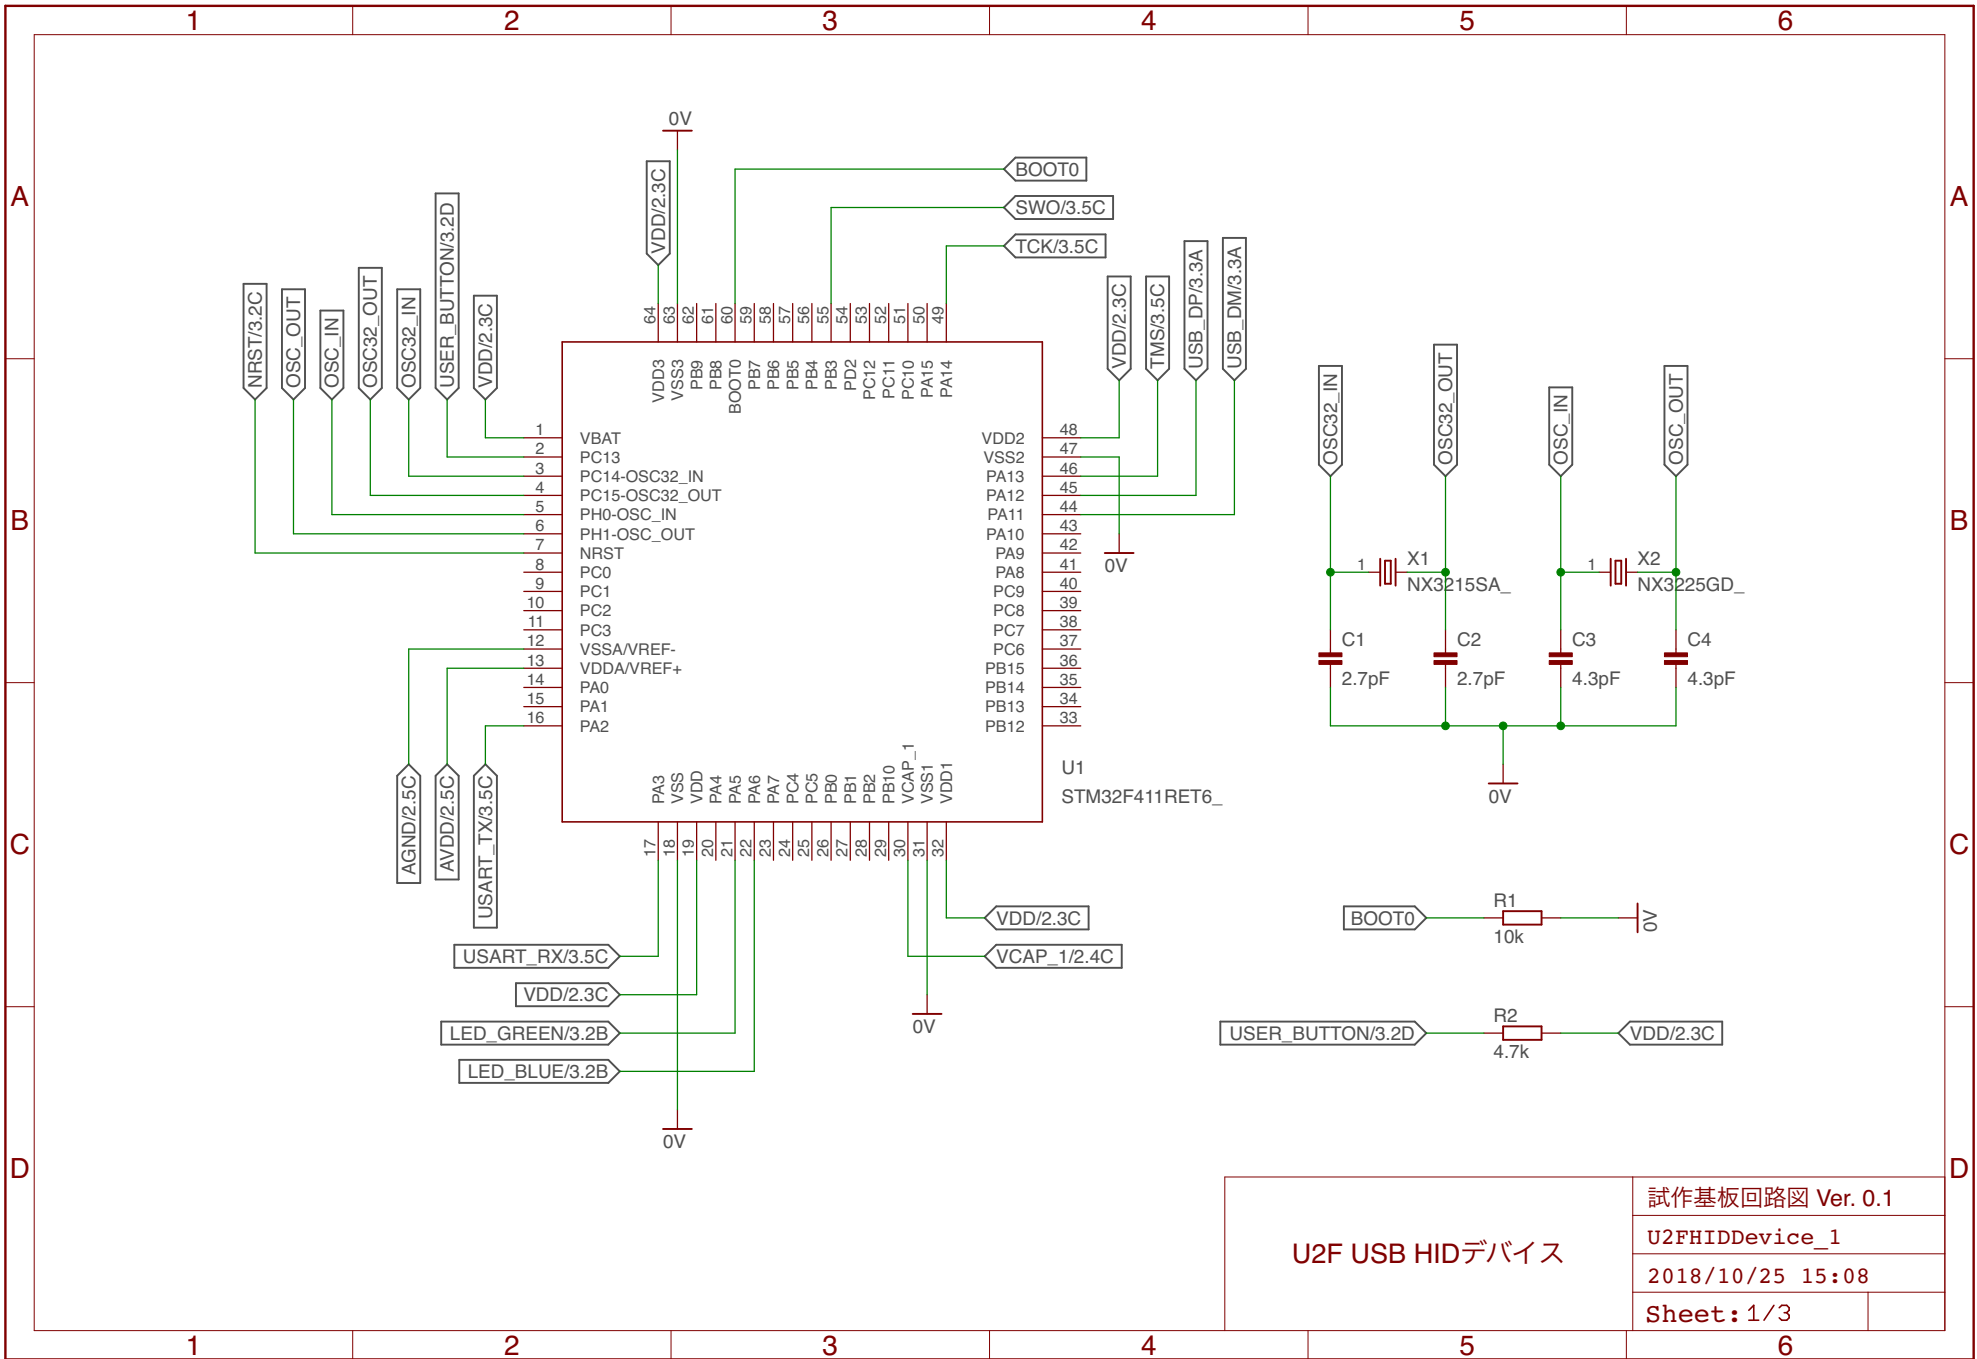 1 2 3 4 5 6
A
B
C
D
A
B
C
D
0V
VDD/2.3C
BOOT0
SWO/3.5C
TCK/3.5C
NRST/3.2C
OSC_OUT
OSC_IN
OSC32_OUT
OSC32_IN
USER_BUTTON/3.2D
VDD/2.3C
VDD/2.3C
TMS/3.5C
USB_DP/3.3A
USB_DM/3.3A
64 63 62 61 60 59 58 57 56 55 54 53 52 51 50 49
VDD3 VSS3 PB9 PB8 BOOT0 PB7 PB6 PB5 PB4 PB3 PD2 PC12 PC11 PC10 PA15 PA14
1 VBAT
2 PC13
3 PC14-OSC32_IN
4 PC15-OSC32_OUT
5 PH0-OSC_IN
6 PH1-OSC_OUT
7 NRST
8 PC0
9 PC1
10 PC2
11 PC3
12 VSSA/VREF-
13 VDDA/VREF+
14 PA0
15 PA1
16 PA2
VDD2 48
VSS2 47
PA13 46
PA12 45
PA11 44
PA10 43
PA9 42
PA8 41
PC9 40
PC8 39
PC7 38
PC6 37
PB15 36
PB14 35
PB13 34
PB12 33
0V
PA3 VSS VDD PA4 PA5 PA6 PA7 PC4 PC5 PB0 PB1 PB2 PB10 VCAP_1 VSS1 VDD1
17 18 19 20 21 22 23 24 25 26 27 28 29 30 31 32
U1
STM32F411RET6_
AGND/2.5C
AVDD/2.5C
USART_TX/3.5C
USART_RX/3.5C
VDD/2.3C
LED_GREEN/3.2B
LED_BLUE/3.2B
0V
VDD/2.3C
VCAP_1/2.4C
0V
OSC32_IN
OSC32_OUT
OSC_IN
OSC_OUT
1 X1
NX3215SA_
1 X2
NX3225GD_
C1
2.7pF
C2
2.7pF
C3
4.3pF
C4
4.3pF
0V
BOOT0
R1
10k
0V
USER_BUTTON/3.2D
R2
4.7k
VDD/2.3C
U2F USB HIDデバイス
試作基板回路図 Ver. 0.1
U2FHIDDevice_1
2018/10/25 15:08
Sheet: 1/3
1 2 3 4 5 6